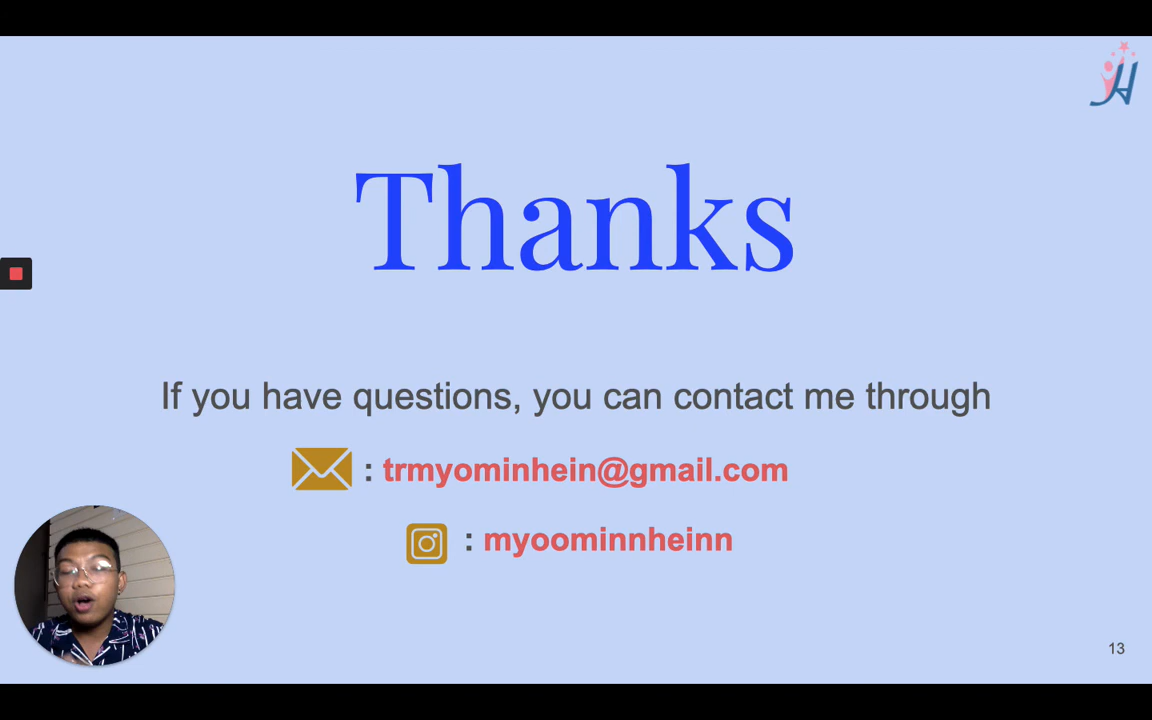 Thanks
If you have questions, you can contact me through
: trmyominhein@gmail.com
: myoominnheinn
13